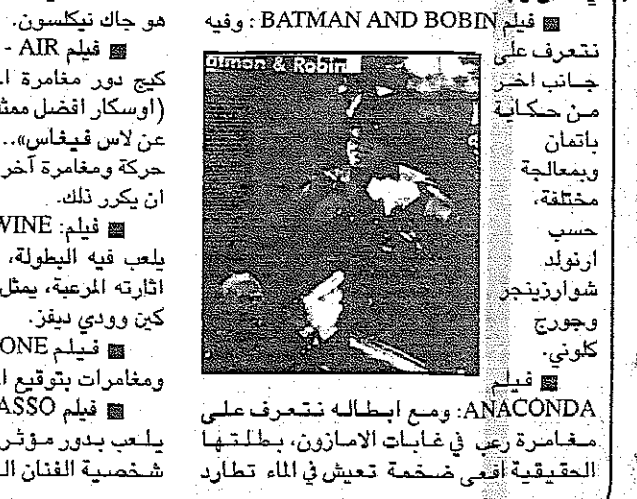 ■ فيلم BATMAN AND BOBIN : وفيه
نتعرف على
جانب اخر
من حكاية
باتمان
وبمعالجة
مختلفة،
حسب
ارنولد
شوارزينجر
وجورج
كلوني.
atman & Robin
■ فيلم
ANACONDA: ومع ابطاله نتعرف على
مغامرة رعب في غابات الامازون، بطلتها
الحقيقية افعى ضخمة تعيش في الماء تطارد
هو جاك نيكلسون.
■ فيلم AIR -
كيج دور مغامرة
(اوسكار افضل
عن لاس فيغاس»..
حركة ومغامرة آخر
ان يكرر ذلك.
■ فيلم: WINE
يلعب فيه البطولة،
اثارته المرعبة، يمثل
كين وودي ديفز.
■ فيلم ONE
ومغامرات بتوقيع
■ فيلم ASSO
يلعب بدور مؤثر
شخصية الفنان